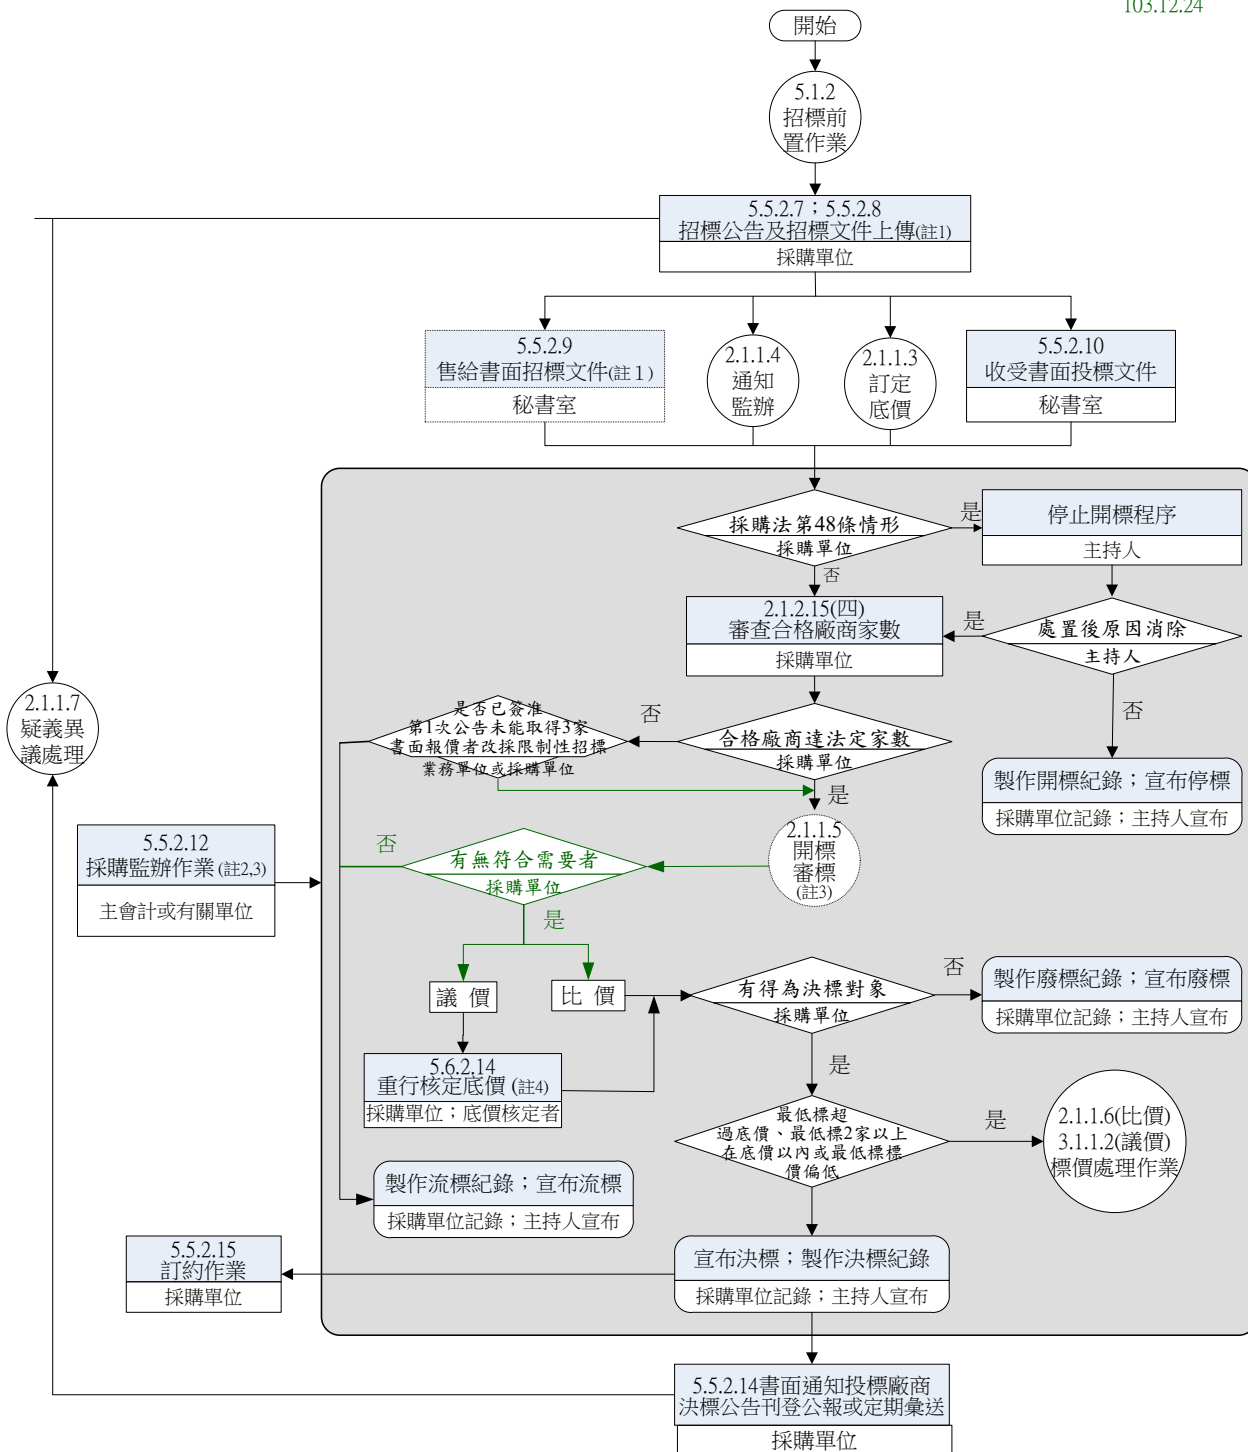 103.12.24
開始
5.1.2
招標前
置作業
5.5.2.7；5.5.2.8
招標公告及招標文件上傳(註1)
採購單位
5.5.2.9
售給書面招標文件(註1)
秘書室
2.1.1.4
通知
監辦
2.1.1.3
訂定
底價
5.5.2.10
收受書面投標文件
秘書室
採購法第48條情形
採購單位
是
否
停止開標程序
主持人
2.1.2.15(四)
審查合格廠商家數
採購單位
是
處置後原因消除
主持人
否
2.1.1.7
疑義異
議處理
是否已簽准
第1次公告未能取得3家
書面報價者改採限制性招標
業務單位或採購單位
否
合格廠商達法定家數
採購單位
是
製作開標紀錄；宣布停標
採購單位記錄；主持人宣布
5.5.2.12
採購監辦作業(註2,3)
主會計或有關單位
否
有無符合需要者
採購單位
是
2.1.1.5
開標
審標
(註3)
議價
比價
有得為決標對象
採購單位
否
是
製作廢標紀錄；宣布廢標
採購單位記錄；主持人宣布
5.6.2.14
重行核定底價(註4)
採購單位；底價核定者
最低標超
過底價、最低標2家以上
在底價以內或最低標標
價偏低
是
2.1.1.6(比價)
3.1.1.2(議價)
標價處理作業
製作流標紀錄；宣布流標
採購單位記錄；主持人宣布
5.5.2.15
訂約作業
採購單位
宣布決標；製作決標紀錄
採購單位記錄；主持人宣布
5.5.2.14書面通知投標廠商
決標公告刊登公報或定期彙送
採購單位